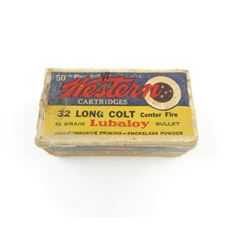 50
Western
CARTRIDGES
32 LONG COLT Center Fire
82 GRAIN Lubaloy BULLET
NON-CORROSIVE PRIMING—SMOKELESS POWDER